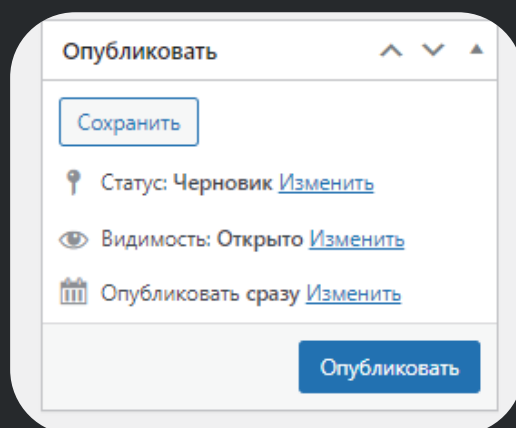 Опубликовать
Сохранить
Статус: Черновик Изменить
Видимость: Открыто Изменить
Опубликовать сразу Изменить
Опубликовать